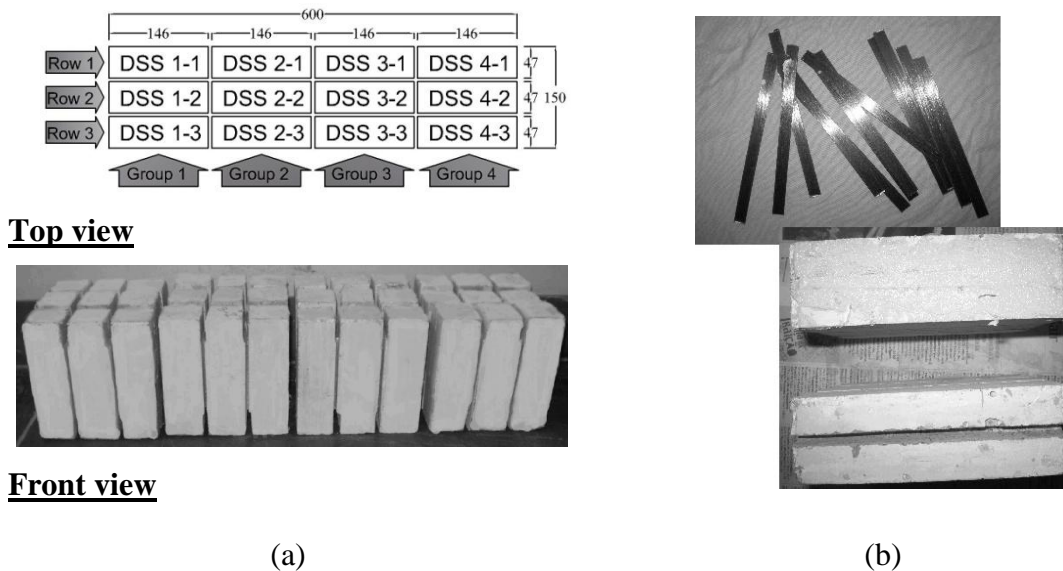 600
146 146 146 146
Row 1 DSS 1-1 DSS 2-1 DSS 3-1 DSS 4-1 47
Row 2 DSS 1-2 DSS 2-2 DSS 3-2 DSS 4-2 47 150
Row 3 DSS 1-3 DSS 2-3 DSS 3-3 DSS 4-3 47
Group 1 Group 2 Group 3 Group 4
Top view
Front view
(a) (b)